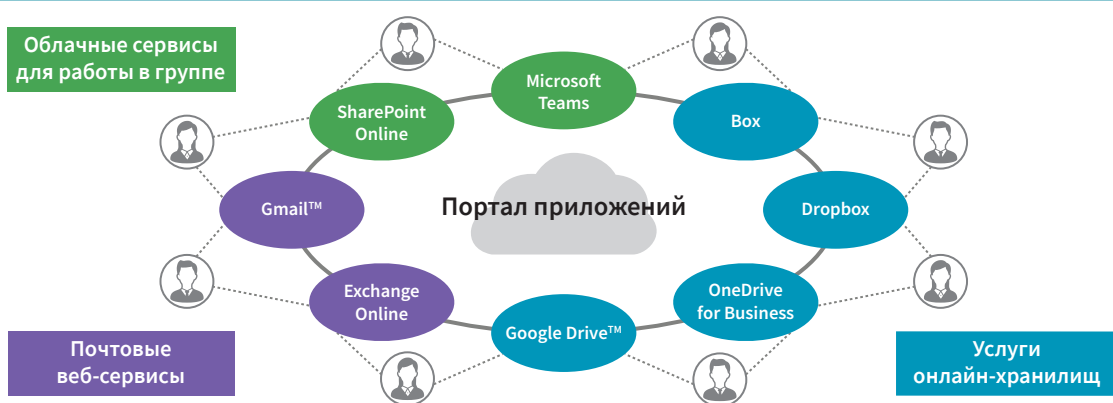 Облачные сервисы
для работы в группе
Microsoft
Teams
SharePoint
Online
Box
Gmail™
Портал приложений
Dropbox
Exchange
Online
OneDrive
for Business
Google Drive™
Почтовые
веб-сервисы
Услуги
онлайн-хранилищ